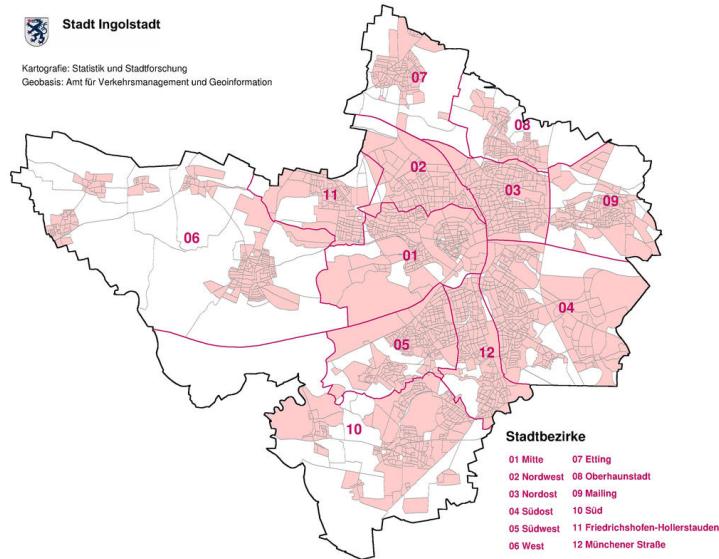 Stadt Ingolstadt
Kartografie: Statistik und Stadtforschung
Geobasis: Amt für Verkehrsmanagement und Geoinformation
07
08
02
03
11
09
06
01
04
05
12
10
Stadtbezirke
01 Mitte 07 Etting
02 Nordwest 08 Oberhaunstadt
03 Nordost 09 Mailing
04 Südost 10 Süd
05 Südwest 11 Friedrichshofen-Hollerstauden
06 West 12 Münchener Straße